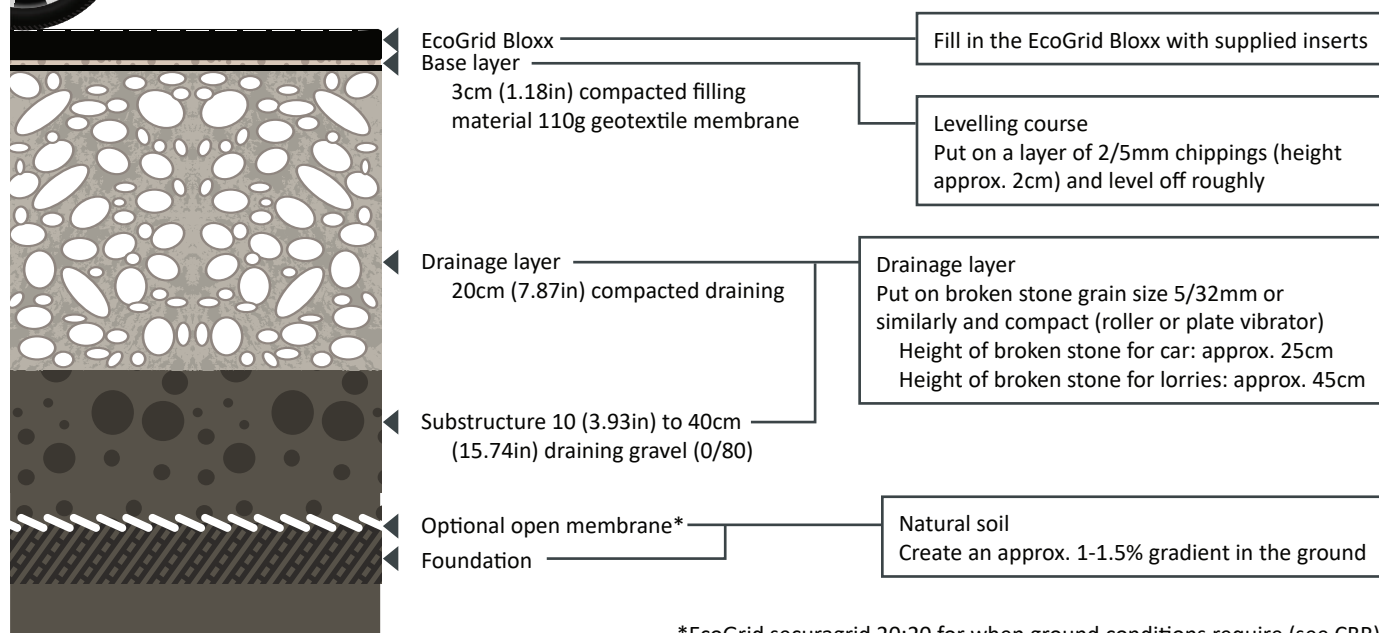 EcoGrid Bloxx
Fill in the EcoGrid Bloxx with supplied inserts
Base layer
3cm (1.18in) compacted filling
material 110g geotextile membrane
Levelling course
Put on a layer of 2/5mm chippings (height
approx. 2cm) and level off roughly
Drainage layer
20cm (7.87in) compacted draining
Drainage layer
Put on broken stone grain size 5/32mm or
similarly and compact (roller or plate vibrator)
Height of broken stone for car: approx. 25cm
Height of broken stone for lorries: approx. 45cm
Substructure 10 (3.93in) to 40cm
(15.74in) draining gravel (0/80)
Optional open membrane*
Foundation
Natural soil
Create an approx. 1-1.5% gradient in the ground
*EcoGrid securagrid 20:20 for when ground conditions require (see CBR)